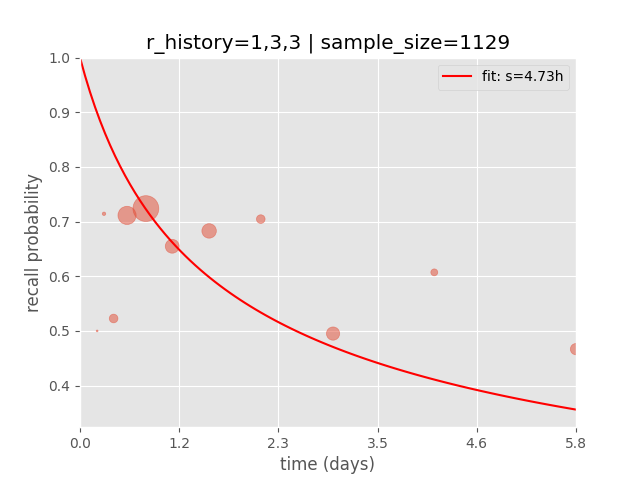 r_history=1,3,3 | sample_size=1129
fit: s=4.73h
recall probability
1.0
0.9
0.8
0.7
0.6
0.5
0.4
0.0 1.2 2.3 3.5 4.6 5.8
time (days)